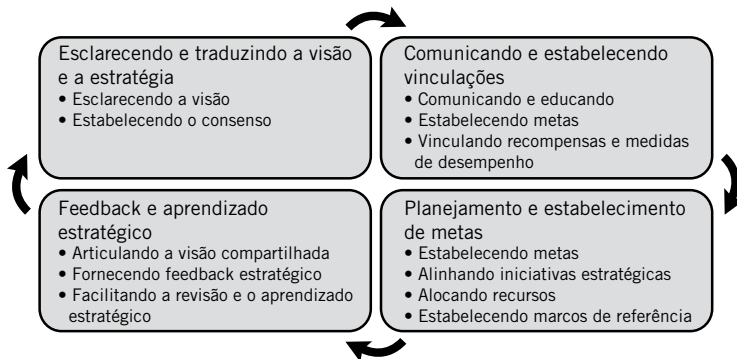 Esclarecendo e traduzindo a visão
e a estratégia
• Esclarecendo a visão
• Estabelecendo o consenso
Comunicando e estabelecendo
vinculações
• Comunicando e educando
• Estabelecendo metas
• Vinculando recompensas e medidas
de desempenho
Feedback e aprendizado
estratégico
• Articulando a visão compartilhada
• Fornecendo feedback estratégico
• Facilitando a revisão e o aprendizado
estratégico
Planejamento e estabelecimento
de metas
• Estabelecendo metas
• Alinhando iniciativas estratégicas
• Alocando recursos
• Estabelecendo marcos de referência